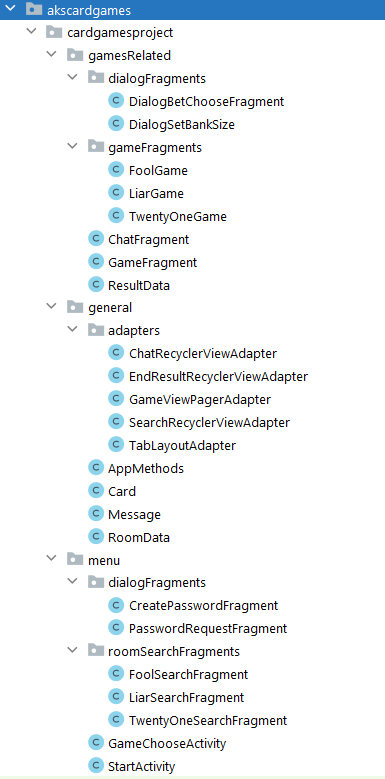 akscardgames
cardgamesproject
gamesRelated
dialogFragments
DialogBetChooseFragment
DialogSetBankSize
gameFragments
FoolGame
LiarGame
TwentyOneGame
ChatFragment
GameFragment
ResultData
general
adapters
ChatRecyclerViewAdapter
EndResultRecyclerViewAdapter
GameViewPagerAdapter
SearchRecyclerViewAdapter
TabLayoutAdapter
AppMethods
Card
Message
RoomData
menu
dialogFragments
CreatePasswordFragment
PasswordRequestFragment
roomSearchFragments
FoolSearchFragment
LiarSearchFragment
TwentyOneSearchFragment
GameChooseActivity
StartActivity